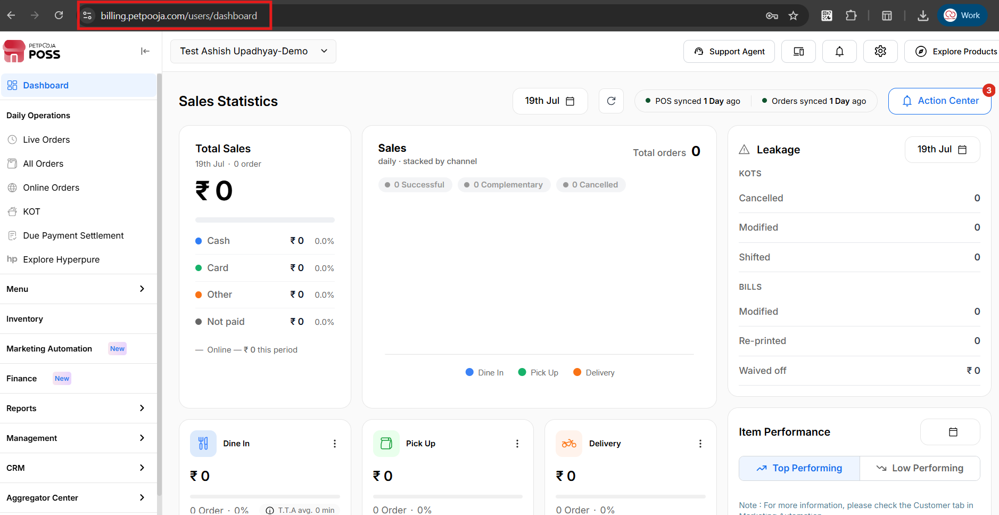 billing.petpooja.com/users/dashboard
Work
PETPOOJA
POSS
Test Ashish Upadhyay-Demo
Support Agent
Explore Products
Dashboard
Daily Operations
Live Orders
All Orders
Online Orders
KOT
Due Payment Settlement
hp Explore Hyperpure
Menu
Inventory
Marketing Automation New
Finance New
Reports
Management
CRM
Aggregator Center
Sales Statistics
19th Jul
POS synced 1 Day ago
Orders synced 1 Day ago
Action Center
3
Total Sales
19th Jul · 0 order
₹ 0
Cash ₹ 0 0.0%
Card ₹ 0 0.0%
Other ₹ 0 0.0%
Not paid ₹ 0 0.0%
— Online — ₹ 0 this period
Sales
daily · stacked by channel
Total orders 0
0 Successful
0 Complementary
0 Cancelled
Dine In
Pick Up
Delivery
Leakage
19th Jul
KOTS
Cancelled 0
Modified 0
Shifted 0
BILLS
Modified 0
Re-printed 0
Waived off ₹ 0
Dine In
₹ 0
0 Order · 0%
T.T.A avg. 0 min
Pick Up
₹ 0
0 Order · 0%
Delivery
₹ 0
0 Order · 0%
Item Performance
Top Performing
Low Performing
Note : For more information, please check the Customer tab in
Marketing Automation